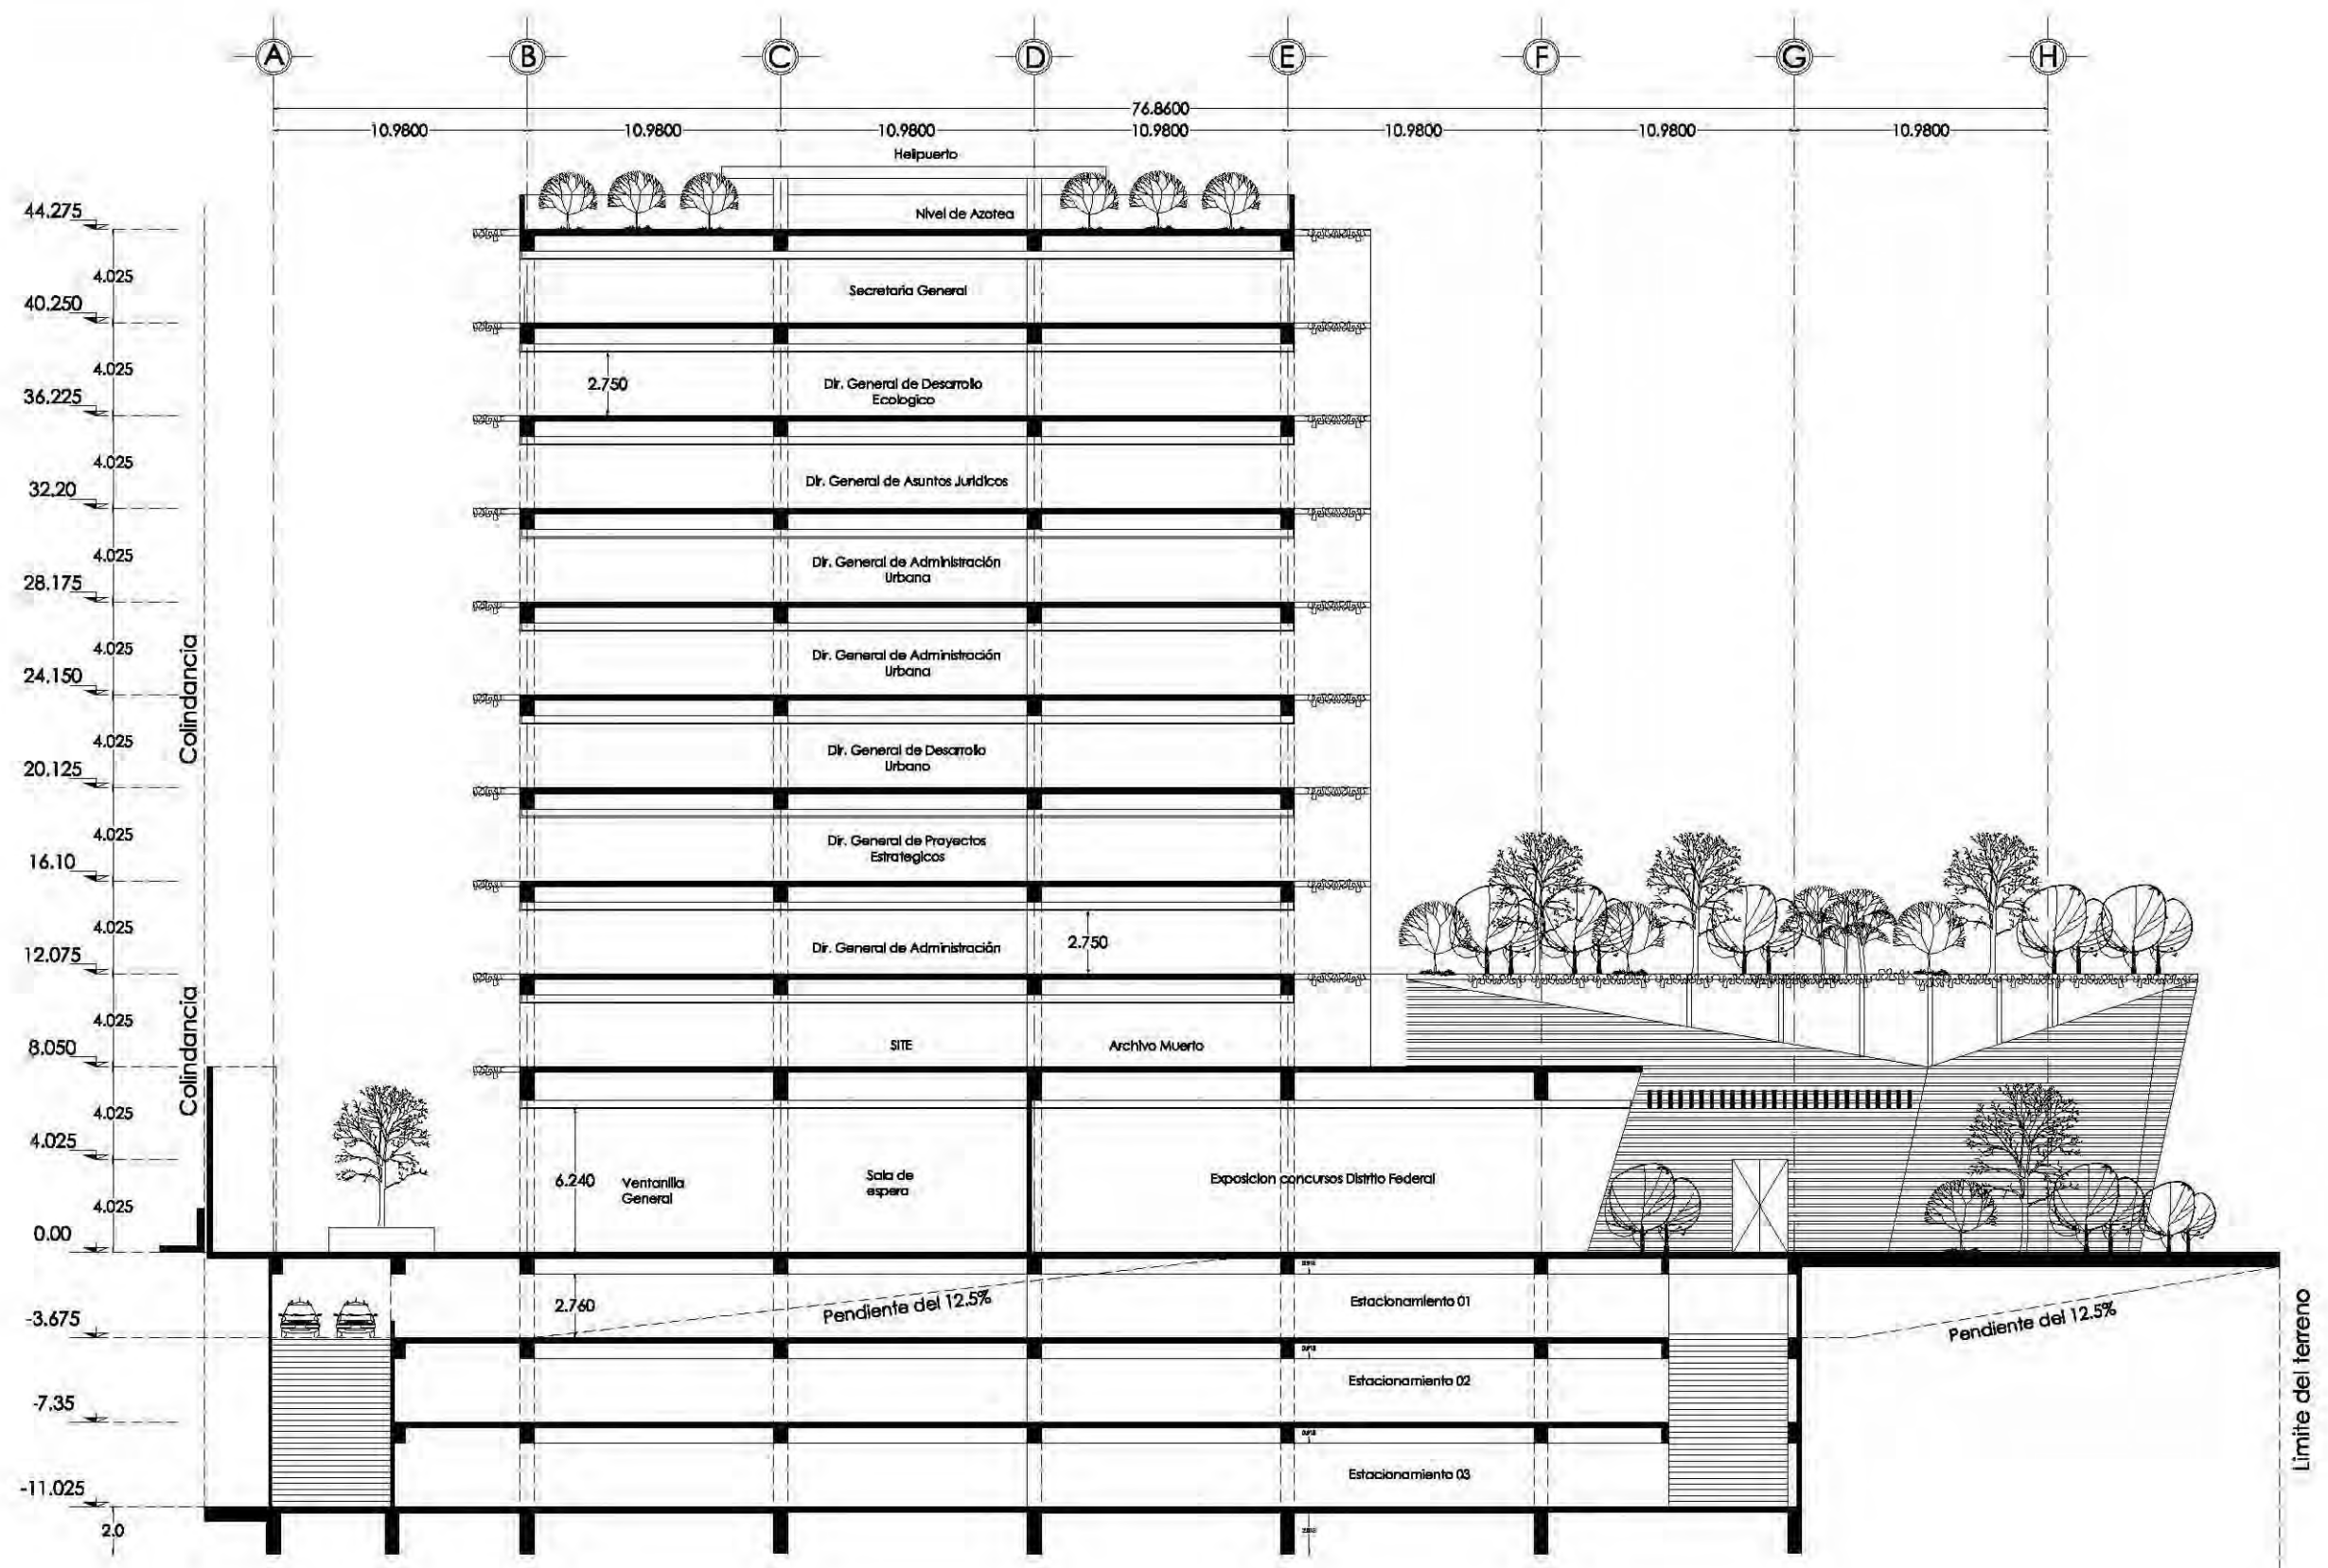 A B C D E F G H
76.8600
10.9800 10.9800 10.9800 10.9800 10.9800 10.9800 10.9800
Helipuerto
44.275
Nivel de Azotea
4.025
Secretaria General
40.250
4.025
2.750
Dir. General de Desarrollo
Ecologico
36.225
4.025
Dir. General de Asuntos Juridicos
32.20
4.025
Dir. General de Administración
Urbana
28.175
4.025
Dir. General de Administración
Urbana
24.150
Colindancia
4.025
Dir. General de Desarrollo
Urbano
20.125
4.025
Dir. General de Proyectos
Estrategicos
16.10
4.025
Dir. General de Administración
2.750
12.075
Colindancia
4.025
SITE
Archivo Muerto
8.050
4.025
4.025
6.240
Ventanilla
General
Sala de
espera
Exposicion concursos Distrito Federal
4.025
0.00
2.760
Pendiente del 12.5%
Estacionamiento 01
-3.675
Pendiente del 12.5%
Estacionamiento 02
-7.35
Limite del terreno
Estacionamiento 03
-11.025
2.0